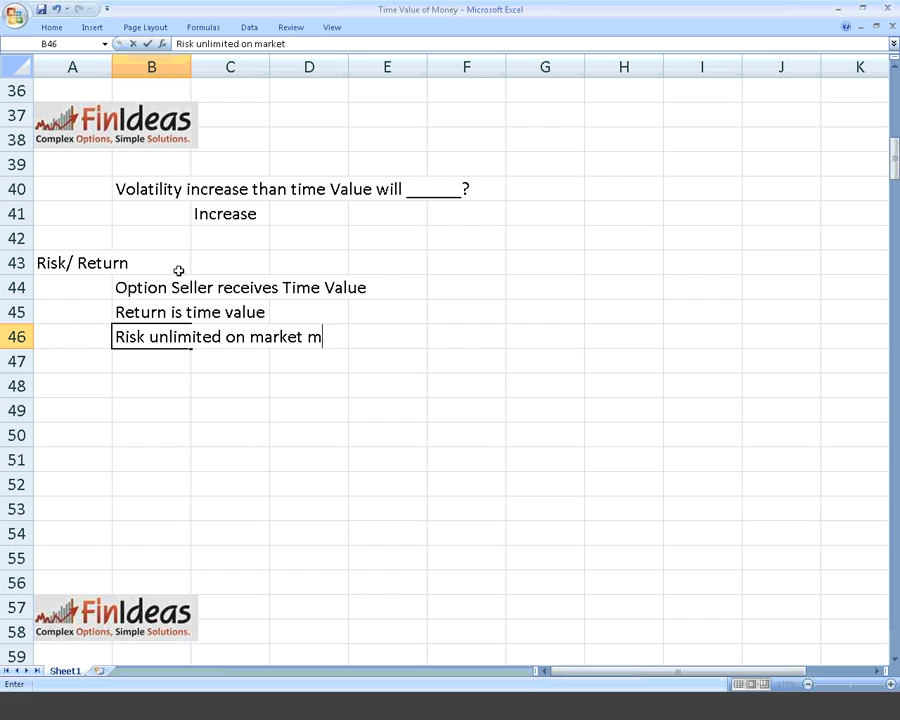 Time Value of Money - Microsoft Excel
Home Insert Page Layout Formulas Data Review View
B46 Risk unlimited on market
A B C D E F G H I J K
36
37
38
FinIdeas
Complex Options, Simple Solutions.
39
40 Volatility increase than time Value will ______?
41 Increase
42
43 Risk/ Return
44 Option Seller receives Time Value
45 Return is time value
46 Risk unlimited on market m
47
48
49
50
51
52
53
54
55
56
57
58
FinIdeas
Complex Options, Simple Solutions.
59
Sheet1
Enter